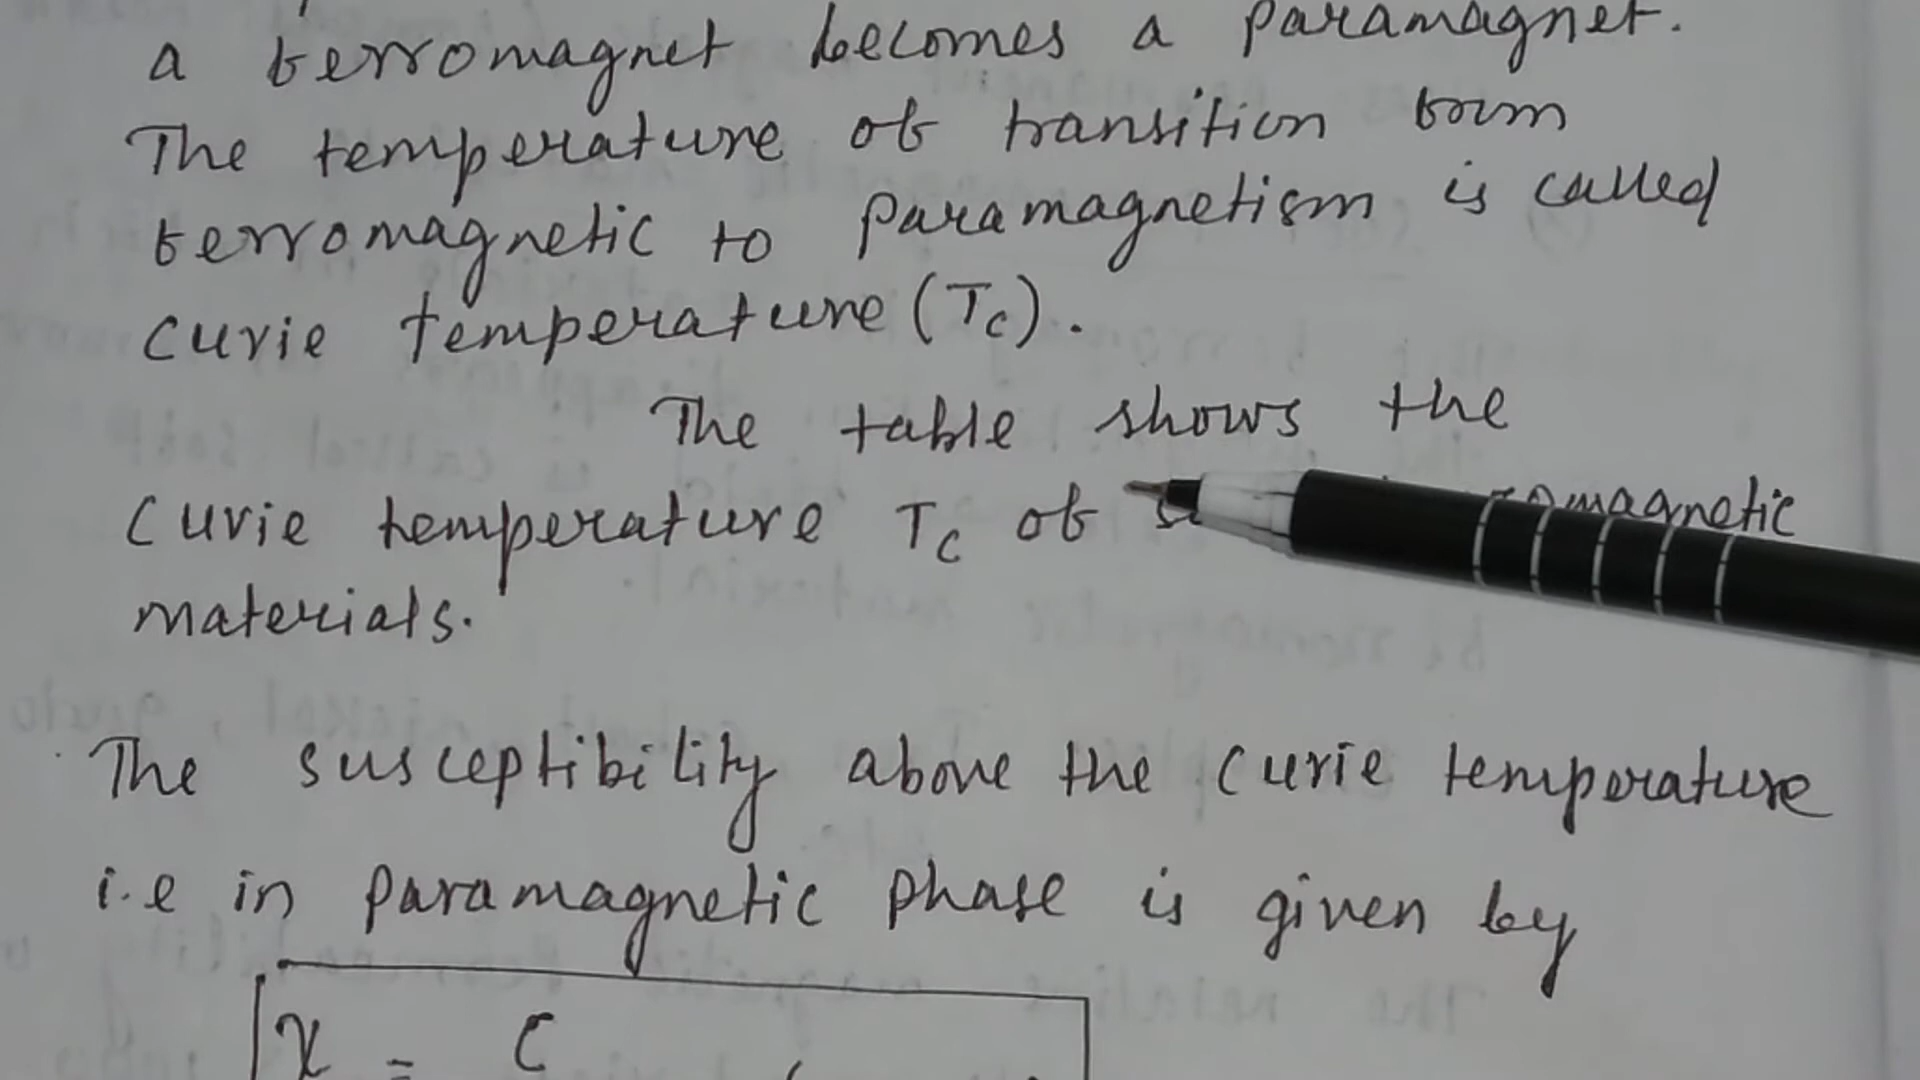 a ferromagnet becomes a paramagnet.
The temperature of transition form
ferromagnetic to paramagnetism is called
curie temperature (Tc).
The table shows the
curie temperature Tc of
materials.
The susceptibility above the curie temperature
i.e in paramagnetic phase is given by
χ = C